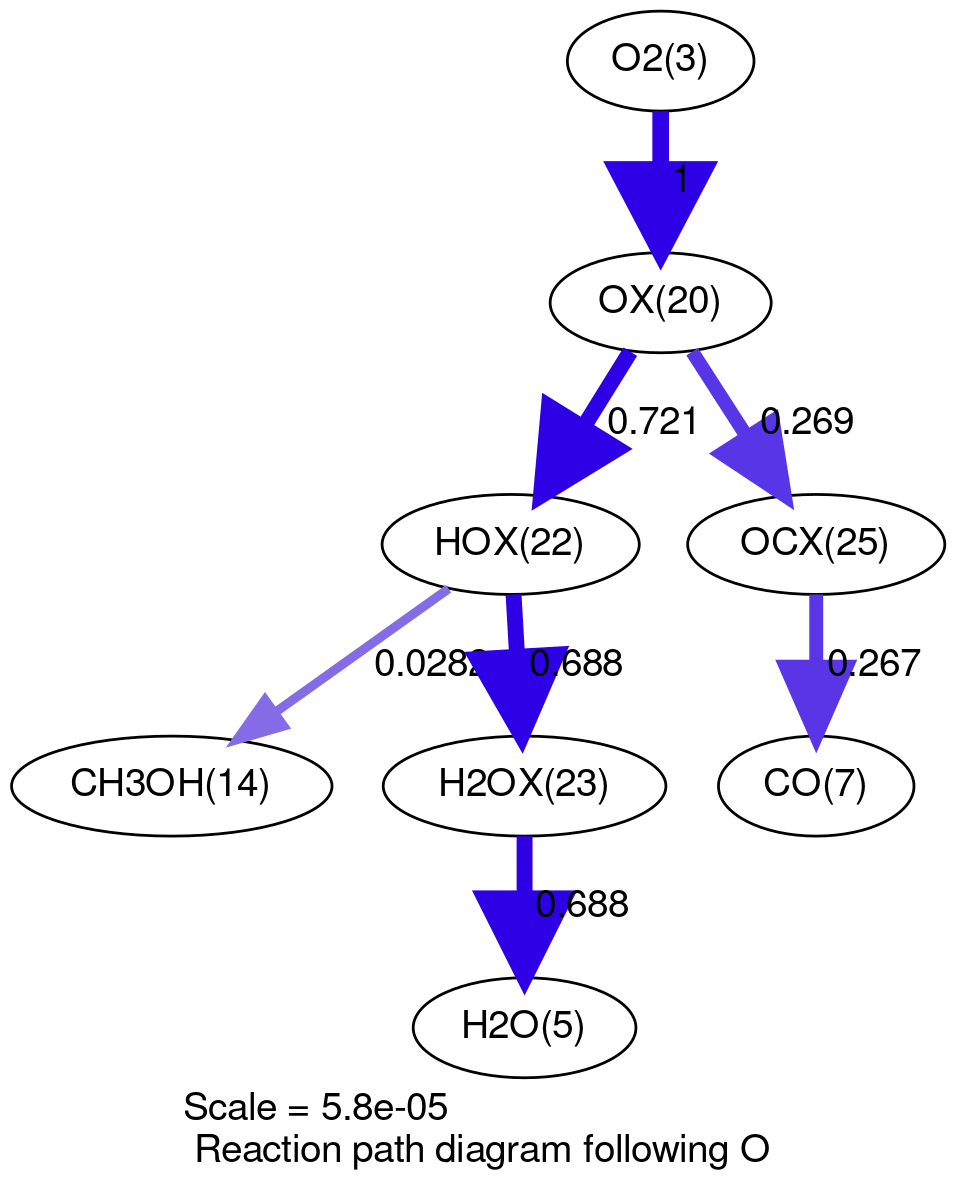 O2(3)
1
OX(20)
0.721
0.269
HOX(22)
OCX(25)
0.0282
0.688
0.267
CH3OH(14)
H2OX(23)
CO(7)
0.688
H2O(5)
Scale = 5.8e-05
Reaction path diagram following O